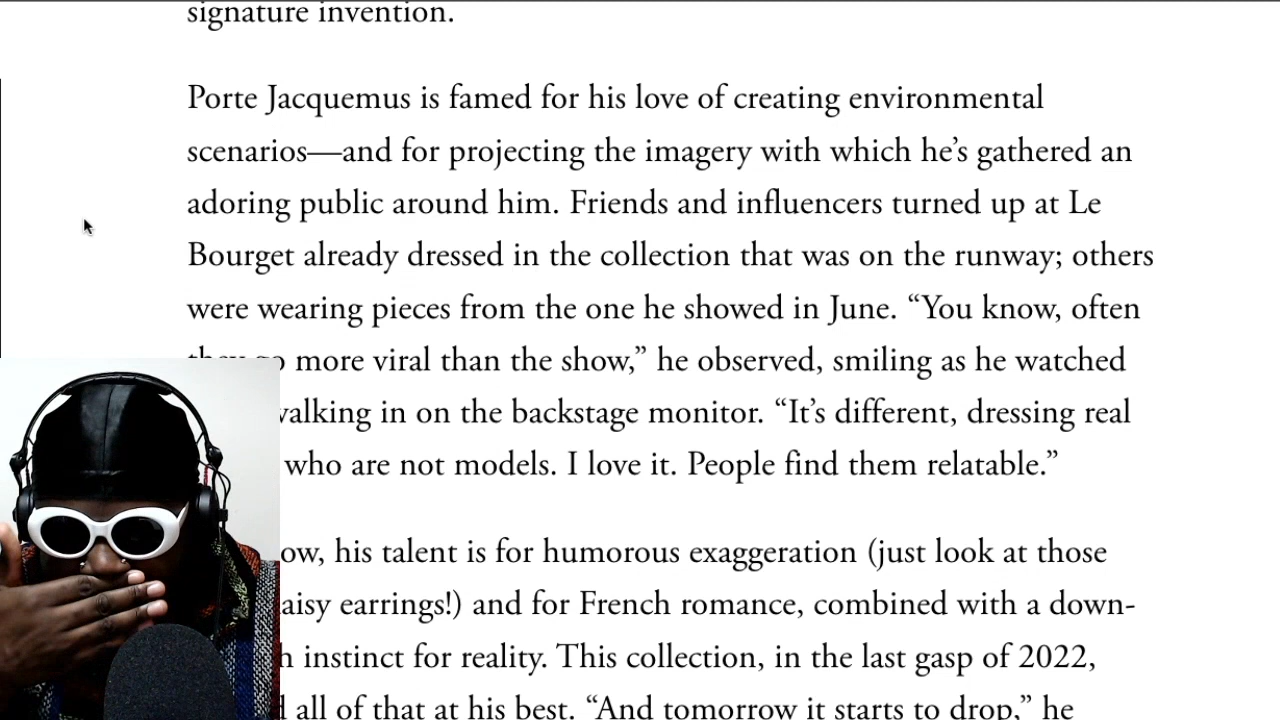 signature invention.
Porte Jacquemus is famed for his love of creating environmental
scenarios—and for projecting the imagery with which he’s gathered an
adoring public around him. Friends and influencers turned up at Le
Bourget already dressed in the collection that was on the runway; others
were wearing pieces from the one he showed in June. “You know, often
they go more viral than the show,” he observed, smiling as he watched
walking in on the backstage monitor. “It’s different, dressing real
who are not models. I love it. People find them relatable.”
his talent is for humorous exaggeration (just look at those
earrings!) and for French romance, combined with a down-
instinct for reality. This collection, in the last gasp of 2022,
all of that at his best. “And tomorrow it starts to drop,” he